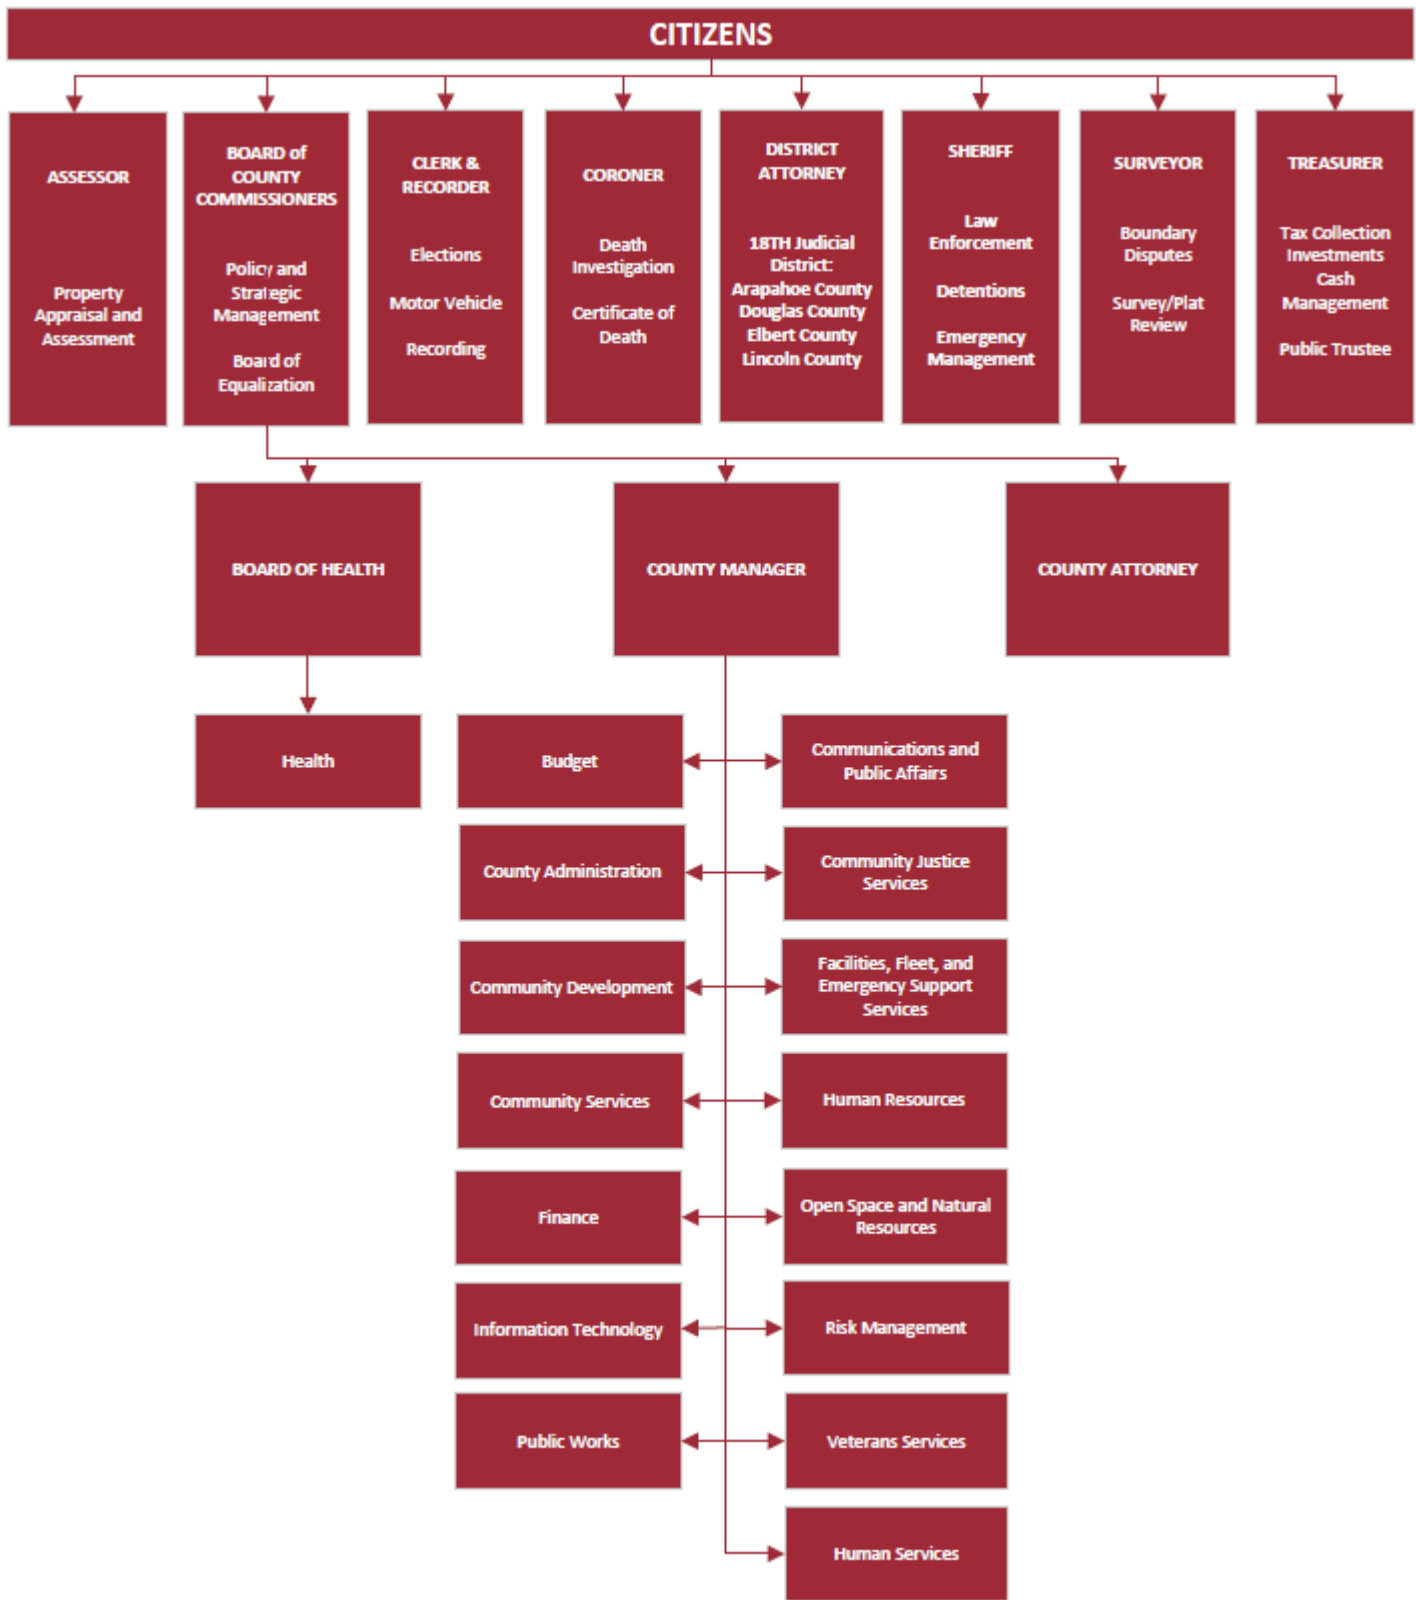 CITIZENS
ASSESSOR
Property
Appraisal and
Assessment
BOARD of
COUNTY
COMMISSIONERS
Policy and
Strategic
Management
Board of
Equalization
CLERK &
RECORDER
Elections
Motor Vehicle
Recording
CORONER
Death
Investigation
Certificate of
Death
DISTRICT
ATTORNEY
18TH Judicial
District:
Arapahoe County
Douglas County
Elbert County
Lincoln County
SHERIFF
Law
Enforcement
Detentions
Emergency
Management
SURVEYOR
Boundary
Disputes
Survey/Plat
Review
TREASURER
Tax Collection
Investments
Cash
Management
Public Trustee
BOARD OF HEALTH
COUNTY MANAGER
COUNTY ATTORNEY
Health
Budget
Communications and
Public Affairs
County Administration
Community Justice
Services
Community Development
Facilities, Fleet, and
Emergency Support
Services
Community Services
Human Resources
Finance
Open Space and Natural
Resources
Information Technology
Risk Management
Public Works
Veterans Services
Human Services